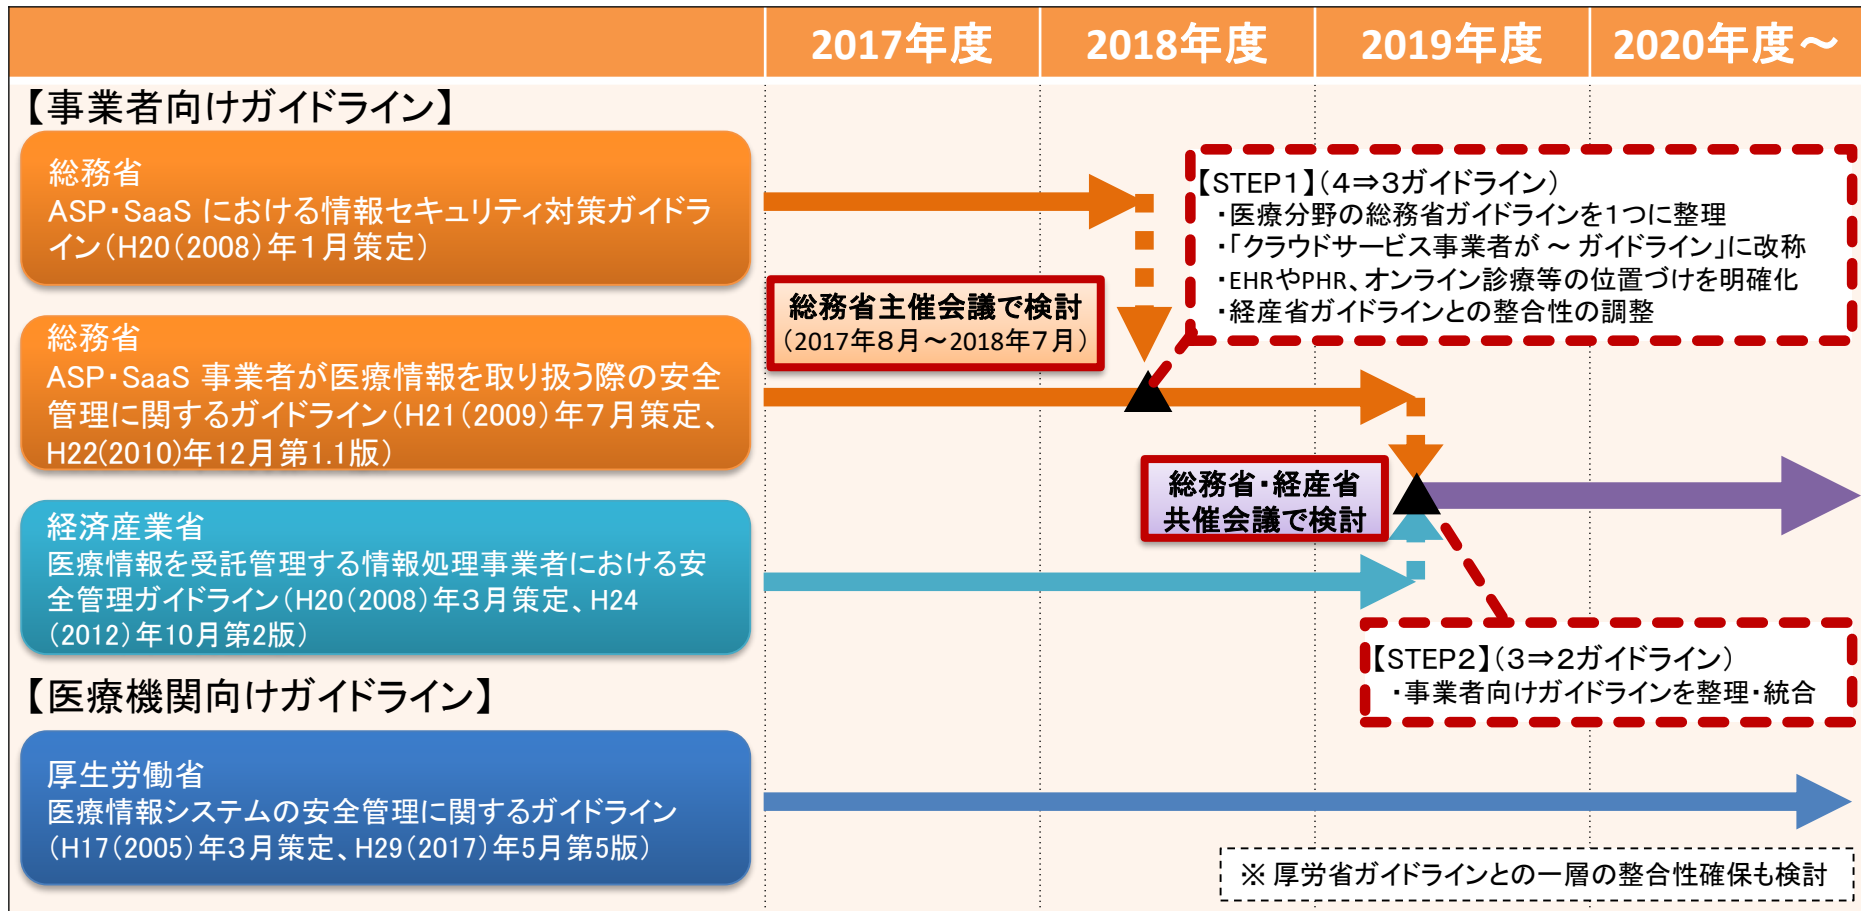 2017年度
2018年度
2019年度
2020年度～
【事業者向けガイドライン】
総務省
ASP・SaaS における情報セキュリティ対策ガイドラ
イン（H20（2008）年１月策定）
総務省
ASP・SaaS 事業者が医療情報を取り扱う際の安全
管理に関するガイドライン（H21（2009）年７月策定、
H22(2010)年12月第1.1版）
経済産業省
医療情報を受託管理する情報処理事業者における安
全管理ガイドライン（H20（2008）年３月策定、H24
（2012）年10月第2版）
【医療機関向けガイドライン】
厚生労働省
医療情報システムの安全管理に関するガイドライン
（H17（2005）年３月策定、H29（2017）年5月第5版）
総務省主催会議で検討
（2017年８月～2018年７月）
【STEP１】（４⇒３ガイドライン）
・医療分野の総務省ガイドラインを１つに整理
・「クラウドサービス事業者が ～ ガイドライン」に改称
・EHRやPHR、オンライン診療等の位置づけを明確化
・経産省ガイドラインとの整合性の調整
総務省・経産省
共催会議で検討
【STEP２】（３⇒２ガイドライン）
・事業者向けガイドラインを整理・統合
※ 厚労省ガイドラインとの一層の整合性確保も検討